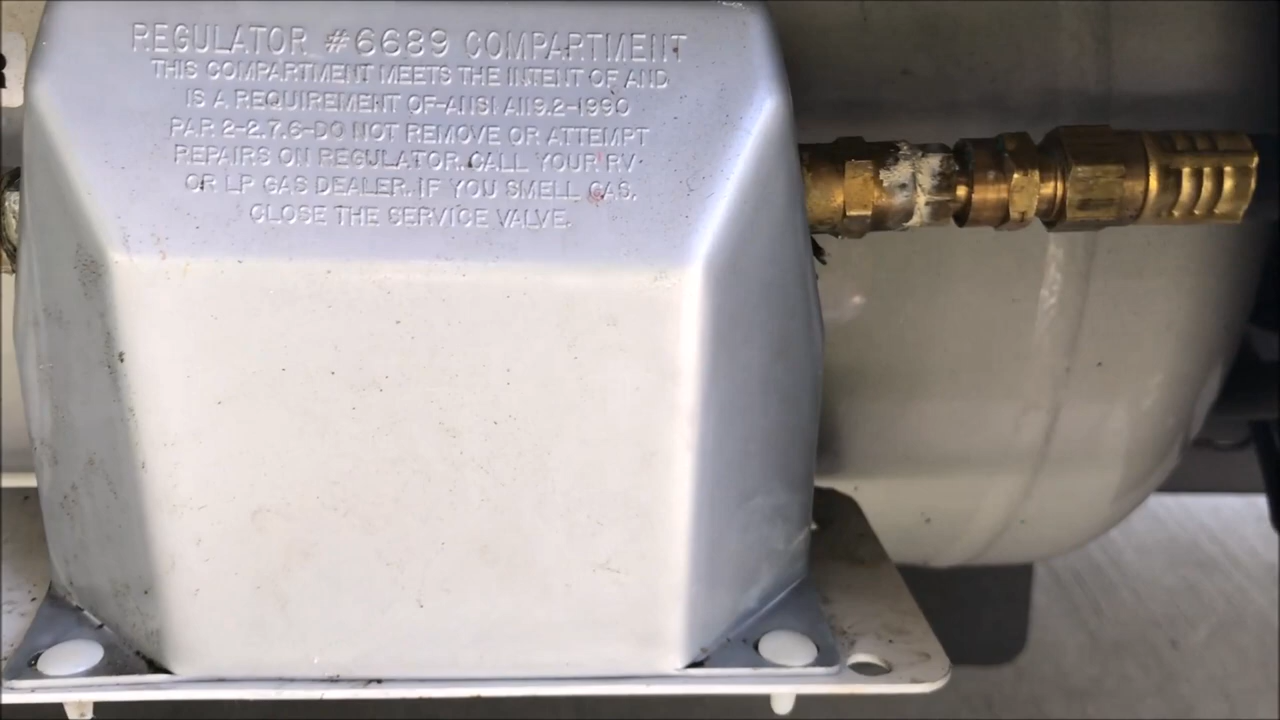 REGULATOR #6689 COMPARTMENT
THIS COMPARTMENT MEETS THE INTENT OF AND
IS A REQUIREMENT OF-ANSI A119.2-1990
PAR 2-2.7.6-DO NOT REMOVE OR ATTEMPT
REPAIRS ON REGULATOR. CALL YOUR RV
OR LP GAS DEALER. IF YOU SMELL GAS,
CLOSE THE SERVICE VALVE.